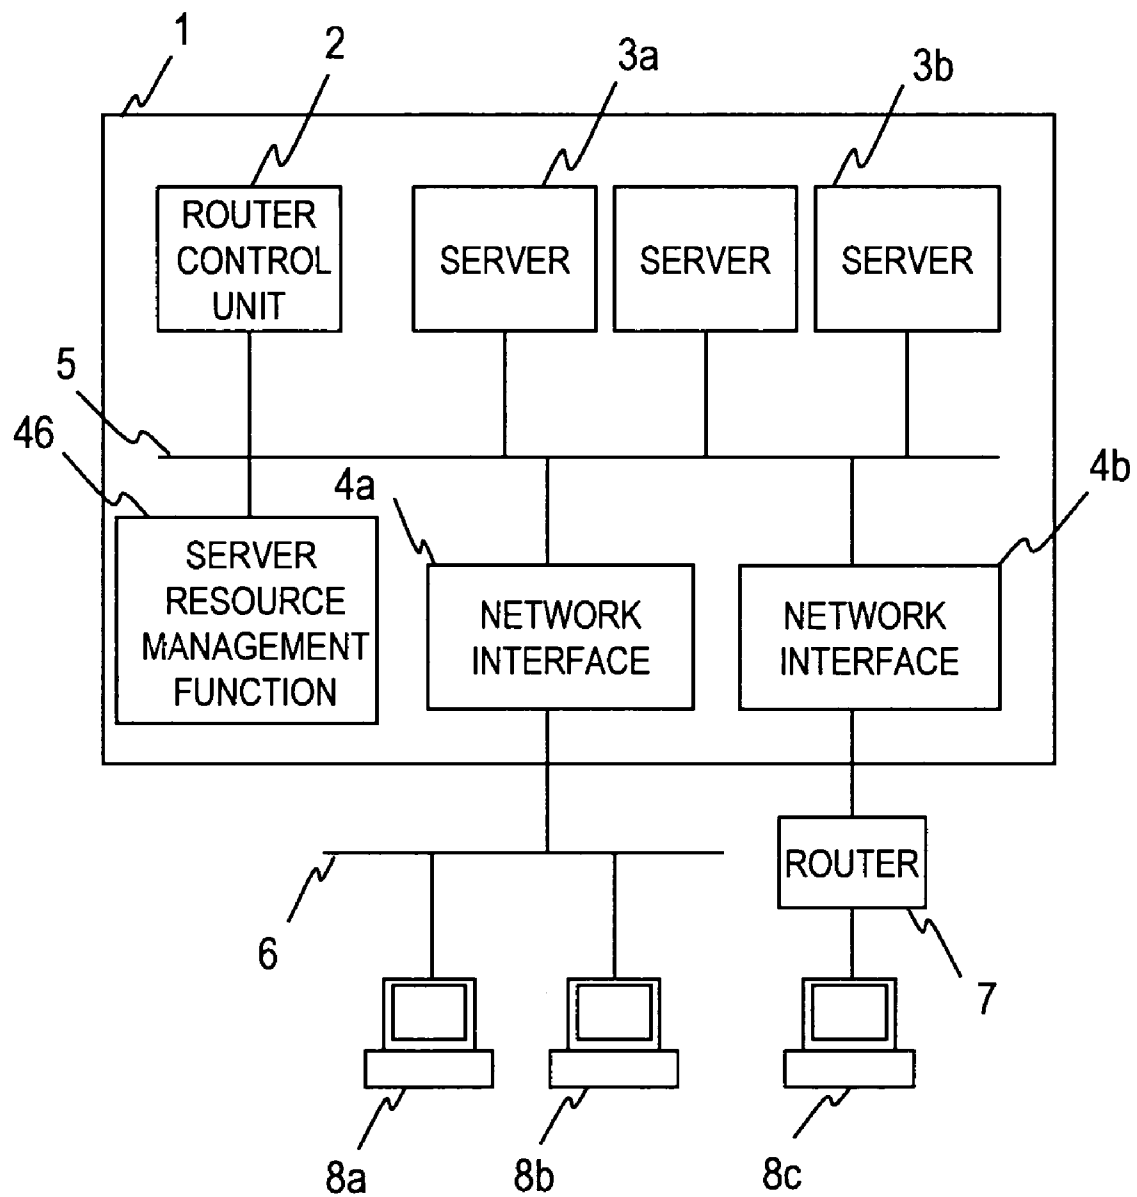 1
2
3a
3b
ROUTER
CONTROL
UNIT
SERVER
SERVER
SERVER
5
46
4a
4b
SERVER
RESOURCE
MANAGEMENT
FUNCTION
NETWORK
INTERFACE
NETWORK
INTERFACE
ROUTER
6
7
8a
8b
8c